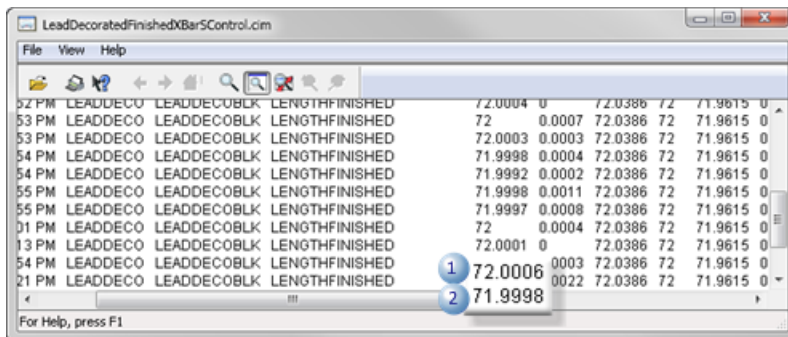 LeadDecoratedFinishedXBarSControl.cim
File View Help
52 PM LEADDECO LEADDECOBLK LENGTHFINISHED 72.0004 0 72.0386 72 71.9615 0
53 PM LEADDECO LEADDECOBLK LENGTHFINISHED 72 0.0007 72.0386 72 71.9615 0
53 PM LEADDECO LEADDECOBLK LENGTHFINISHED 72.0003 0.0003 72.0386 72 71.9615 0
54 PM LEADDECO LEADDECOBLK LENGTHFINISHED 71.9998 0.0004 72.0386 72 71.9615 0
54 PM LEADDECO LEADDECOBLK LENGTHFINISHED 71.9992 0.0002 72.0386 72 71.9615 0
55 PM LEADDECO LEADDECOBLK LENGTHFINISHED 71.9998 0.0011 72.0386 72 71.9615 0
55 PM LEADDECO LEADDECOBLK LENGTHFINISHED 71.9997 0.0008 72.0386 72 71.9615 0
01 PM LEADDECO LEADDECOBLK LENGTHFINISHED 72 0.0004 72.0386 72 71.9615 0
13 PM LEADDECO LEADDECOBLK LENGTHFINISHED 72.0001 0 72.0386 72 71.9615 0
54 PM LEADDECO LEADDECOBLK LENGTHFINISHED 1 72.0006 0003 72.0386 72 71.9615 0
21 PM LEADDECO LEADDECOBLK LENGTHFINISHED 2 71.9998 0022 72.0386 72 71.9615 0
For Help, press F1